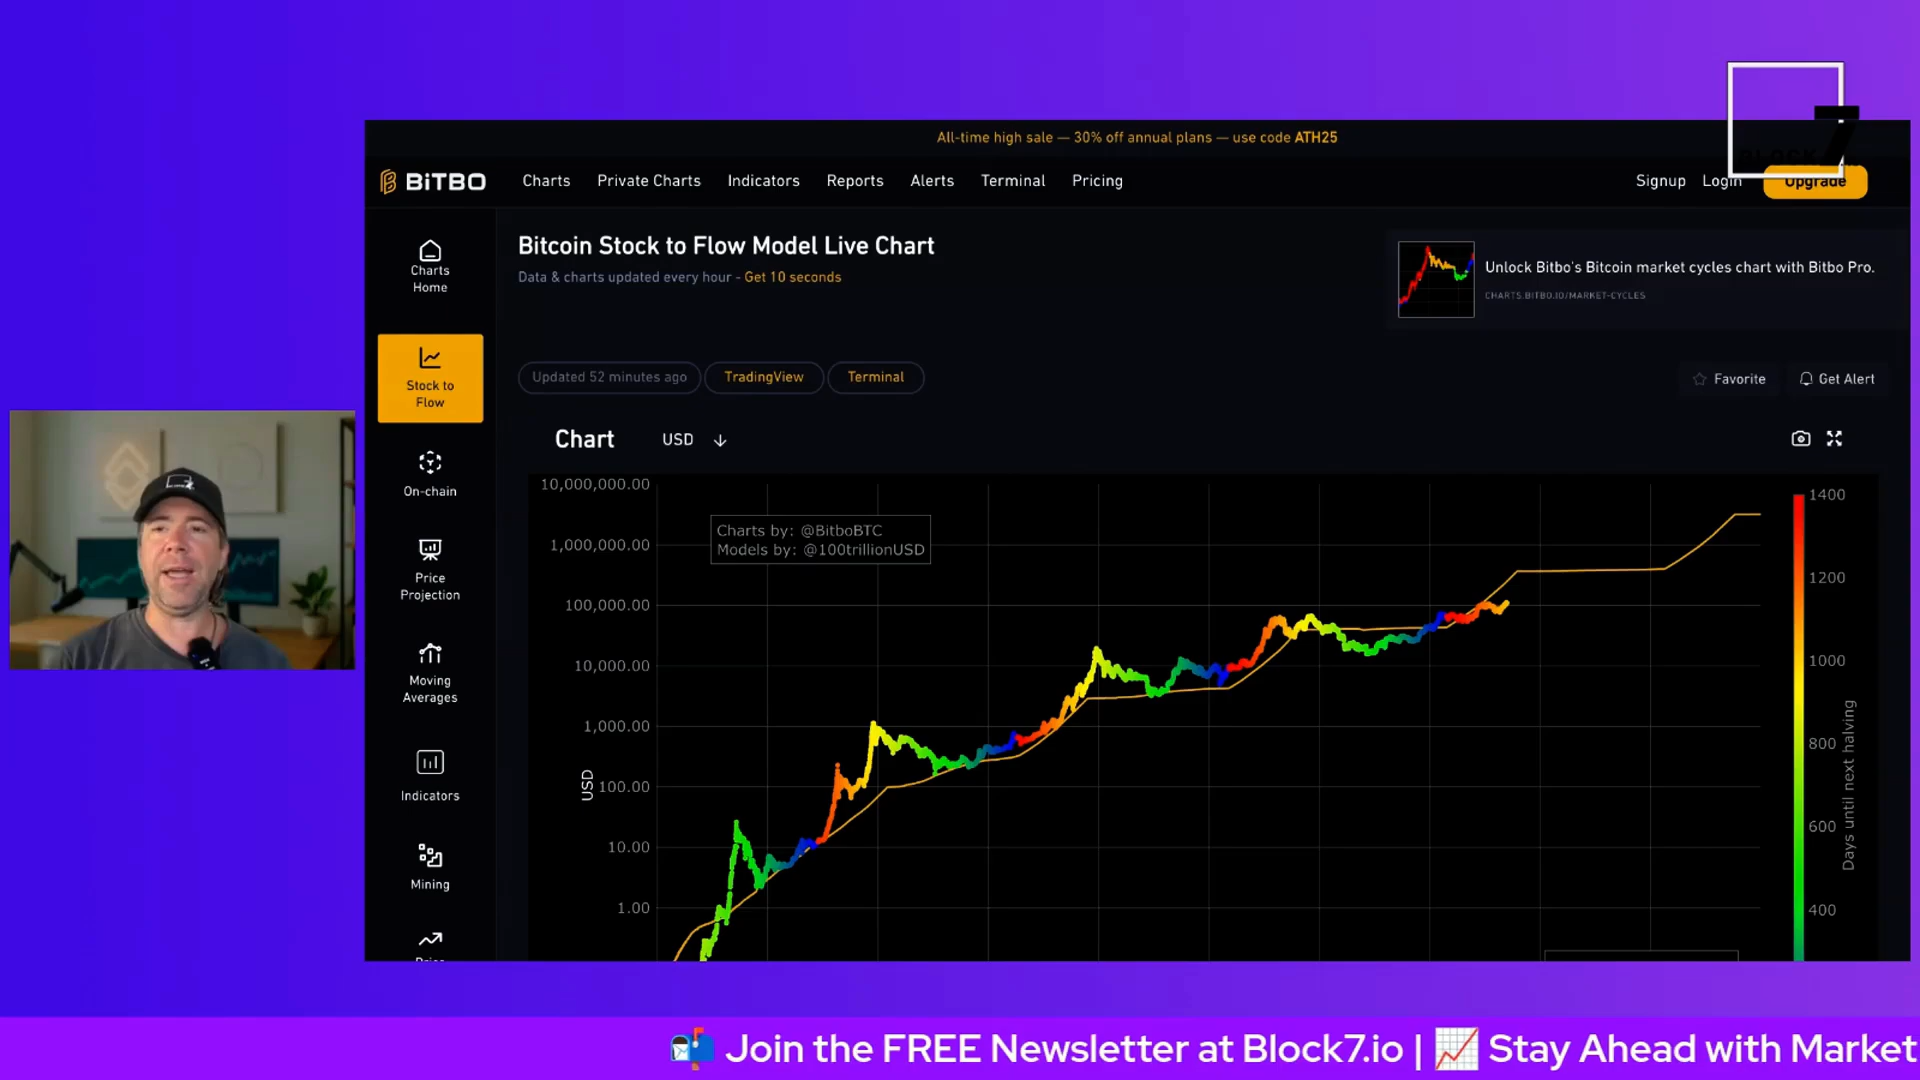 All-time high sale — 30% off annual plans — use code ATH25
BiTBO
Charts
Private Charts
Indicators
Reports
Alerts
Terminal
Pricing
Signup
Login
Upgrade
7
Charts
Home
Stock to
Flow
On-chain
Price
Projection
Moving
Averages
Indicators
Mining
Bitcoin Stock to Flow Model Live Chart
Data & charts updated every hour - Get 10 seconds
Unlock Bitbo's Bitcoin market cycles chart with Bitbo Pro.
CHARTS.BITBO.IO/MARKET-CYCLES
Updated 52 minutes ago
TradingView
Terminal
Favorite
Get Alert
Chart
USD
Charts by: @BitboBTC
Models by: @100trillionUSD
10,000,000.00
1,000,000.00
100,000.00
10,000.00
1,000.00
100.00
10.00
1.00
USD
1400
1200
1000
800
600
400
Days until next halving
Join the FREE Newsletter at Block7.io | Stay Ahead with Market